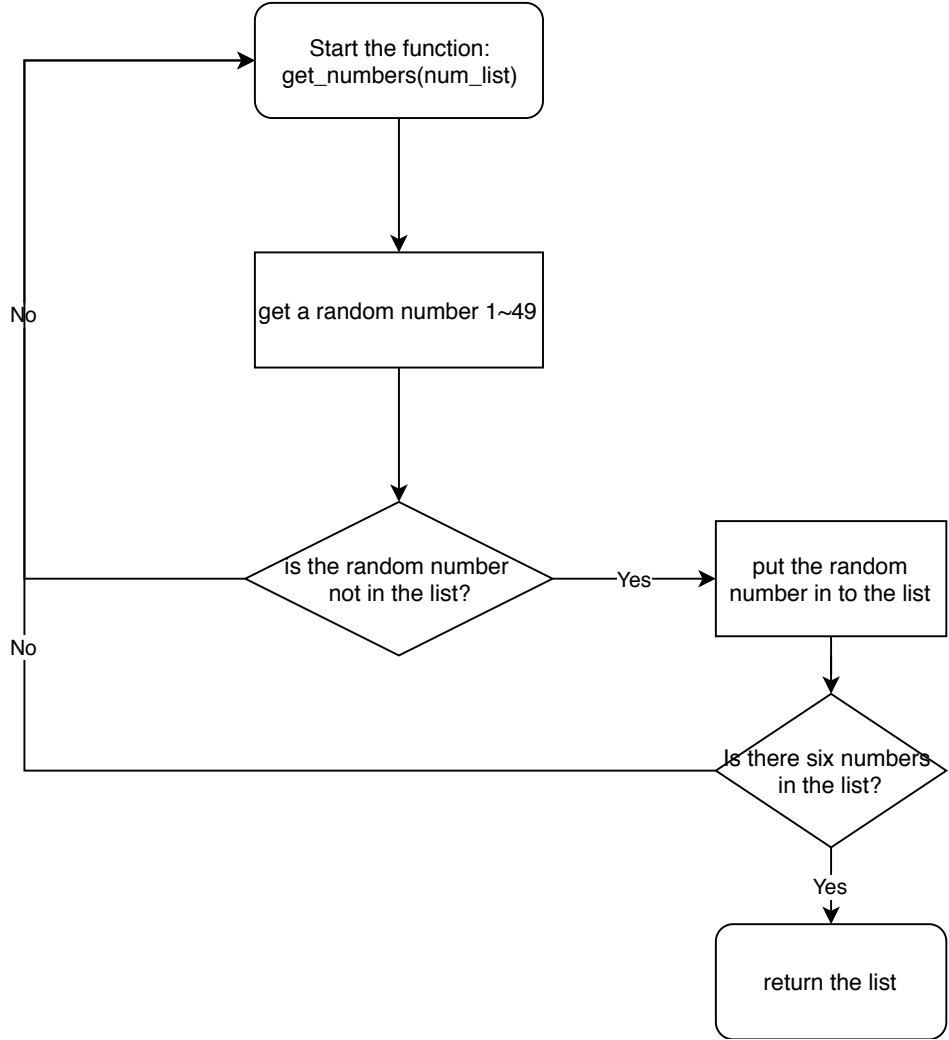 Start the function:
get_numbers(num_list)
get a random number 1~49
No
is the random number
not in the list?
Yes
put the random
number in to the list
No
Is there six numbers
in the list?
Yes
return the list